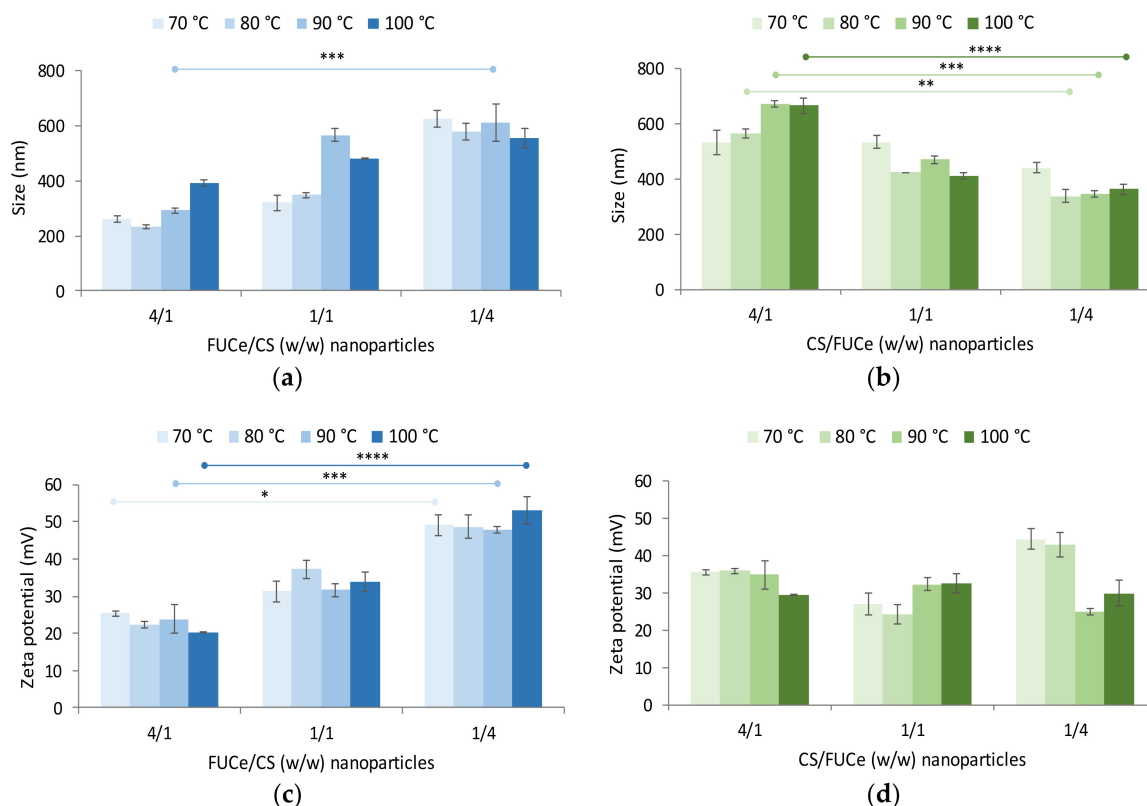 70 °C 80 °C 90 °C 100 °C
***
800
600
400
200
0
Size (nm)
4/1 1/1 1/4
FUCe/CS (w/w) nanoparticles
(a)
70 °C 80 °C 90 °C 100 °C
****
***
**
800
600
400
200
0
Size (nm)
4/1 1/1 1/4
CS/FUCe (w/w) nanoparticles
(b)
70 °C 80 °C 90 °C 100 °C
****
***
*
60
50
40
30
20
10
0
Zeta potential (mV)
4/1 1/1 1/4
FUCe/CS (w/w) nanoparticles
(c)
70 °C 80 °C 90 °C 100 °C
60
50
40
30
20
10
0
Zeta potential (mV)
4/1 1/1 1/4
CS/FUCe (w/w) nanoparticles
(d)